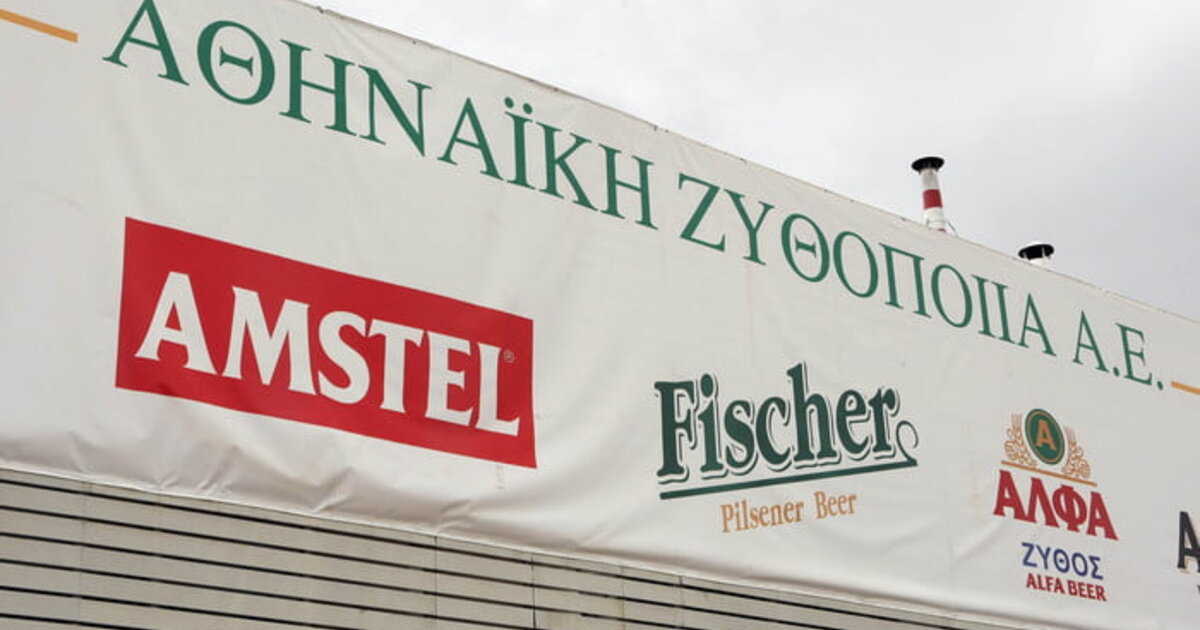 ΑΘΗΝΑΪΚΗ ΖΥΘΟΠΟΙΙΑ Α.Ε.
AMSTEL®
Fischer
Pilsener Beer
A
ΑΛΦΑ
ΖΥΘΟΣ
ALFA BEER